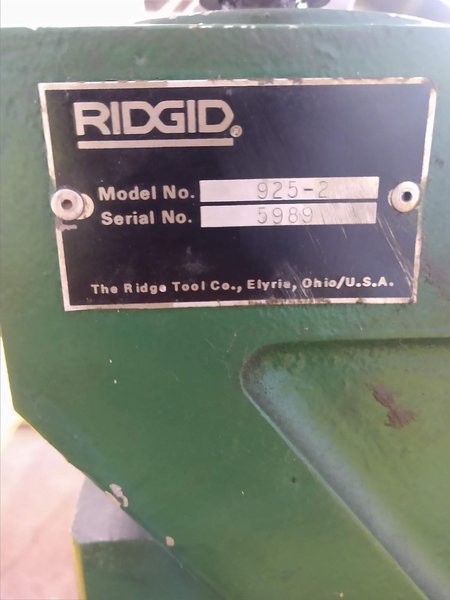 RIDGID®
Model No. 925-2
Serial No. 5989
The Ridge Tool Co., Elyria, Ohio/U.S.A.